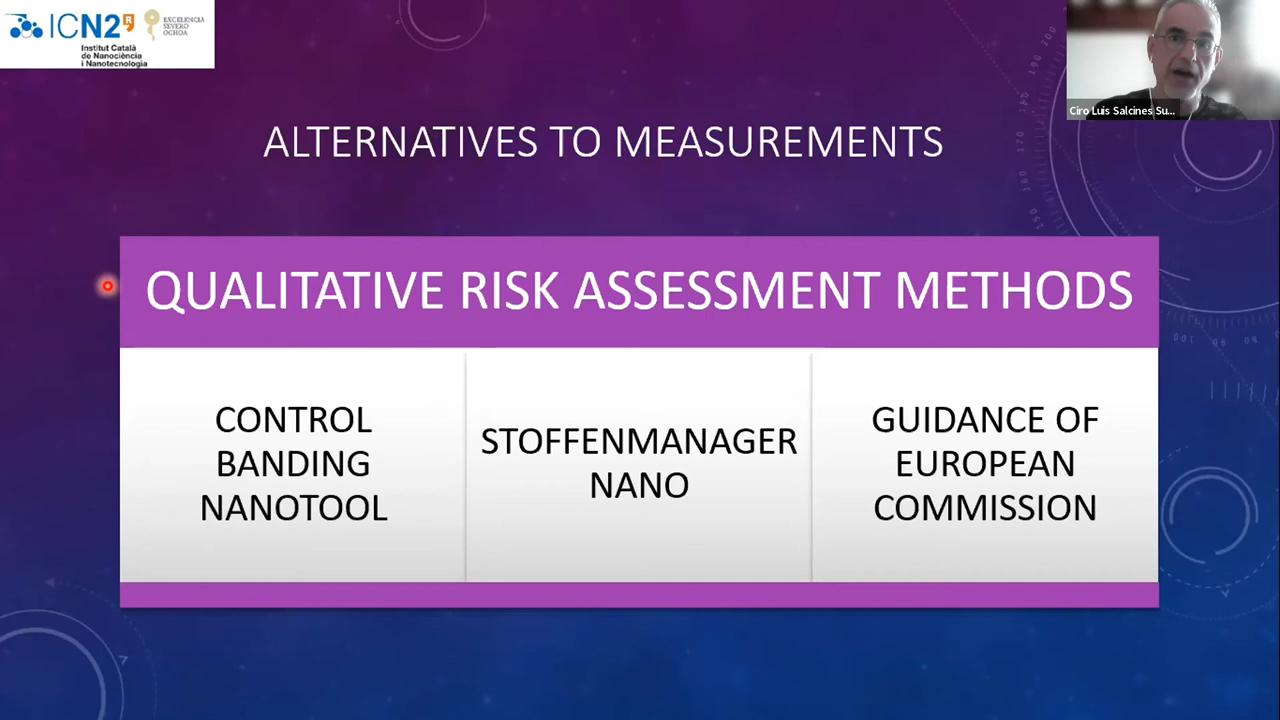 ICN2
Institut Català
de Nanociència
i Nanotecnologia
EXCELENCIA
SEVERO
OCHOA
Ciro Luis Salcines Su...
ALTERNATIVES TO MEASUREMENTS
QUALITATIVE RISK ASSESSMENT METHODS
CONTROL
BANDING
NANOTOOL
STOFFENMANAGER
NANO
GUIDANCE OF
EUROPEAN
COMMISSION